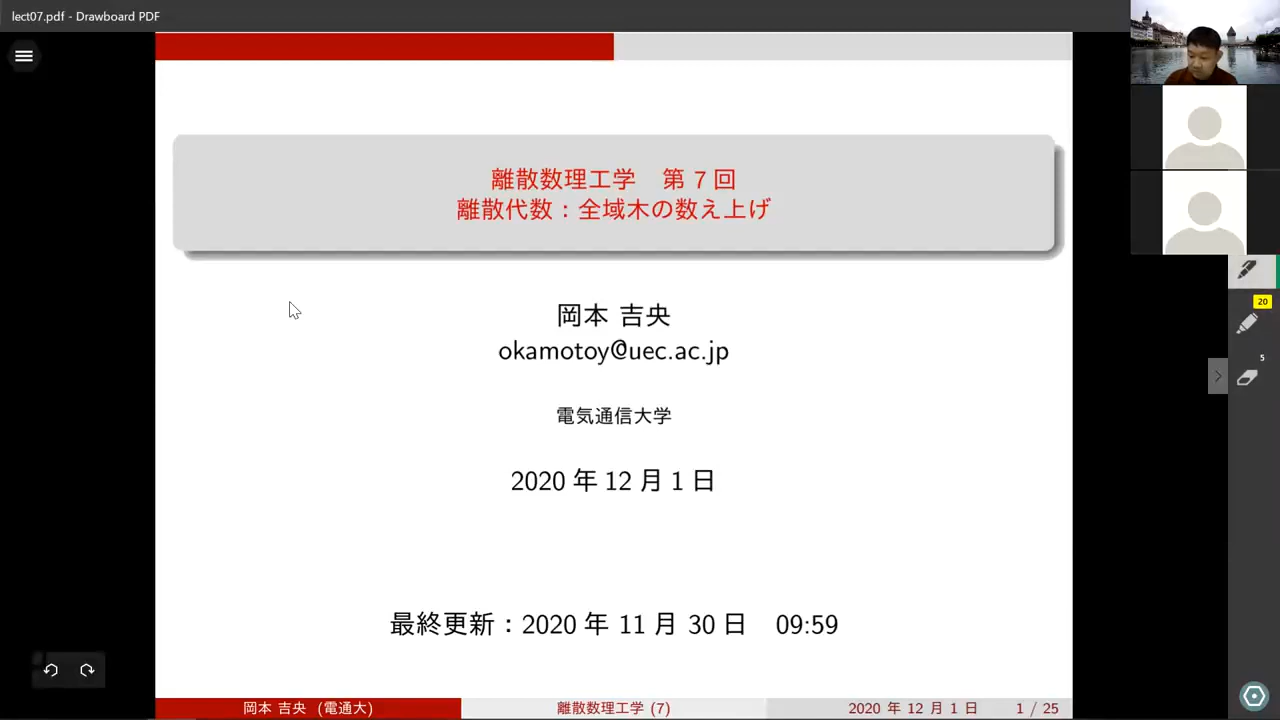 lect07.pdf - Drawboard PDF
離散数理工学　第 7 回
離散代数：全域木の数え上げ
岡本 吉央
okamotoy@uec.ac.jp
電気通信大学
2020 年 12 月 1 日
最終更新：2020 年 11 月 30 日　09:59
20
5
岡本 吉央 (電通大)
離散数理工学 (7)
2020 年 12 月 1 日
1 / 25